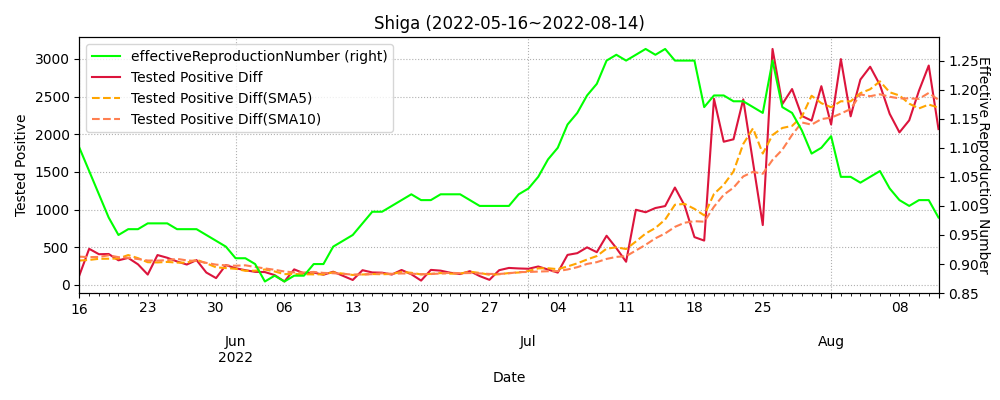 Shiga (2022-05-16~2022-08-14)
effectiveReproductionNumber (right)
Tested Positive Diff
Tested Positive Diff(SMA5)
Tested Positive Diff(SMA10)
Tested Positive
3000
2500
2000
1500
1000
500
0
1.25
1.20
1.15
1.10
1.05
1.00
0.95
0.90
0.85
Effective Reproduction Number
16 23 30 06 13 20 27 04 11 18 25 08
Jun Jul Aug
2022
Date